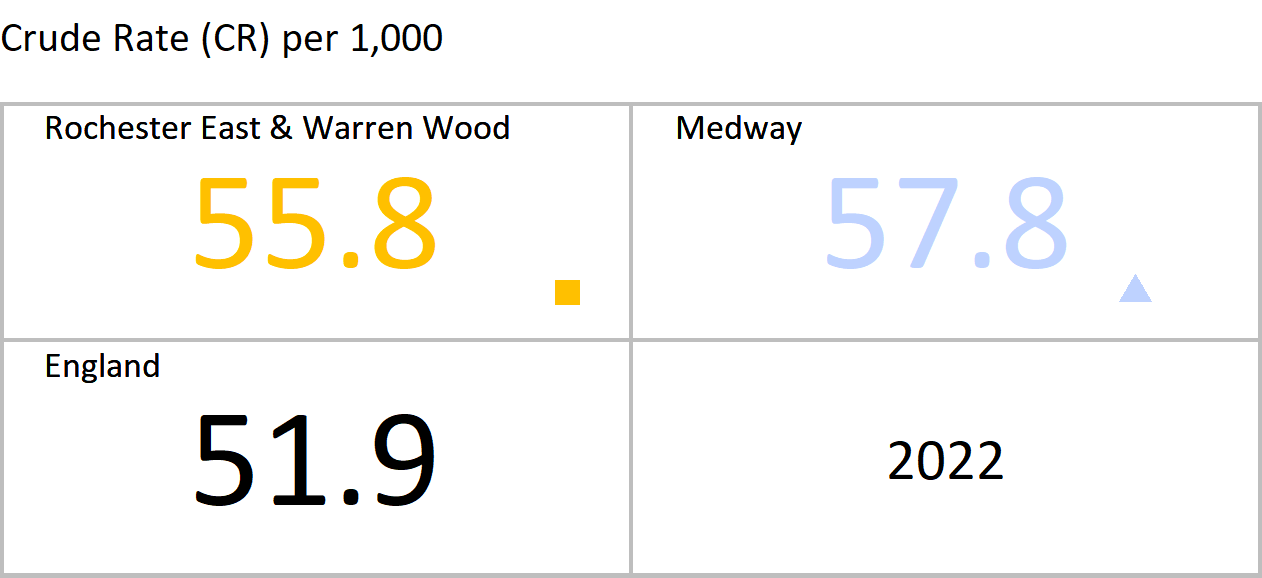 Crude Rate (CR) per 1,000
Rochester East & Warren Wood
55.8
Medway
57.8
England
51.9
2022